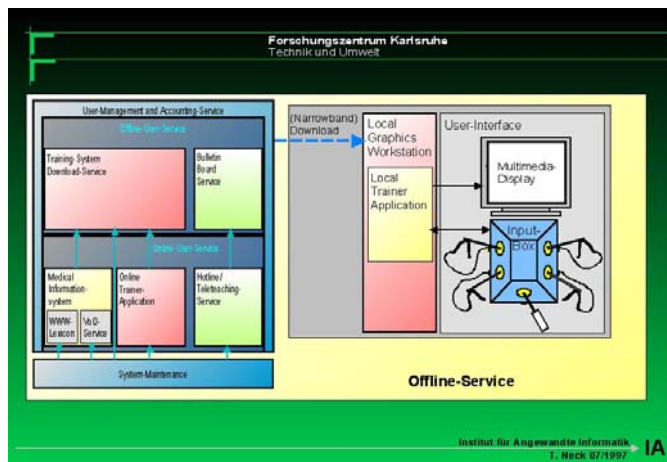 Forschungszentrum Karlsruhe
Technik und Umwelt
User-Management and Accounting-Service
Offline-User-Service
Training-System
Download-Service
Bulletin
Board
Service
Online-User-Service
Medical
Information-
system
WWW-
Lexicon
VoD-
Service
Online
Trainer-
Application
Hotline/
Teleteaching-
Service
System-Maintenance
(Narrowband)
Download
Local
Graphics
Workstation
Local
Trainer
Application
User-Interface
Multimedia-
Display
Input-
Box
Offline-Service
Institut für Angewandte Informatik
T. Neck 07/1997
IA